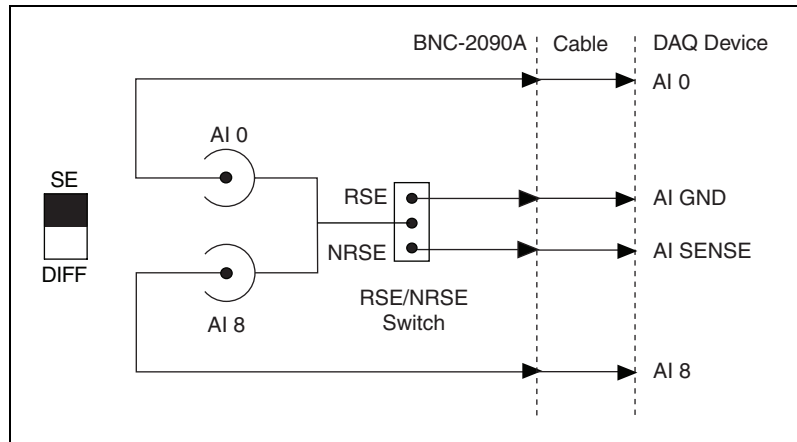 BNC-2090A
Cable
DAQ Device
AI 0
AI 0
SE
RSE
AI GND
NRSE
AI SENSE
DIFF
RSE/NRSE
Switch
AI 8
AI 8